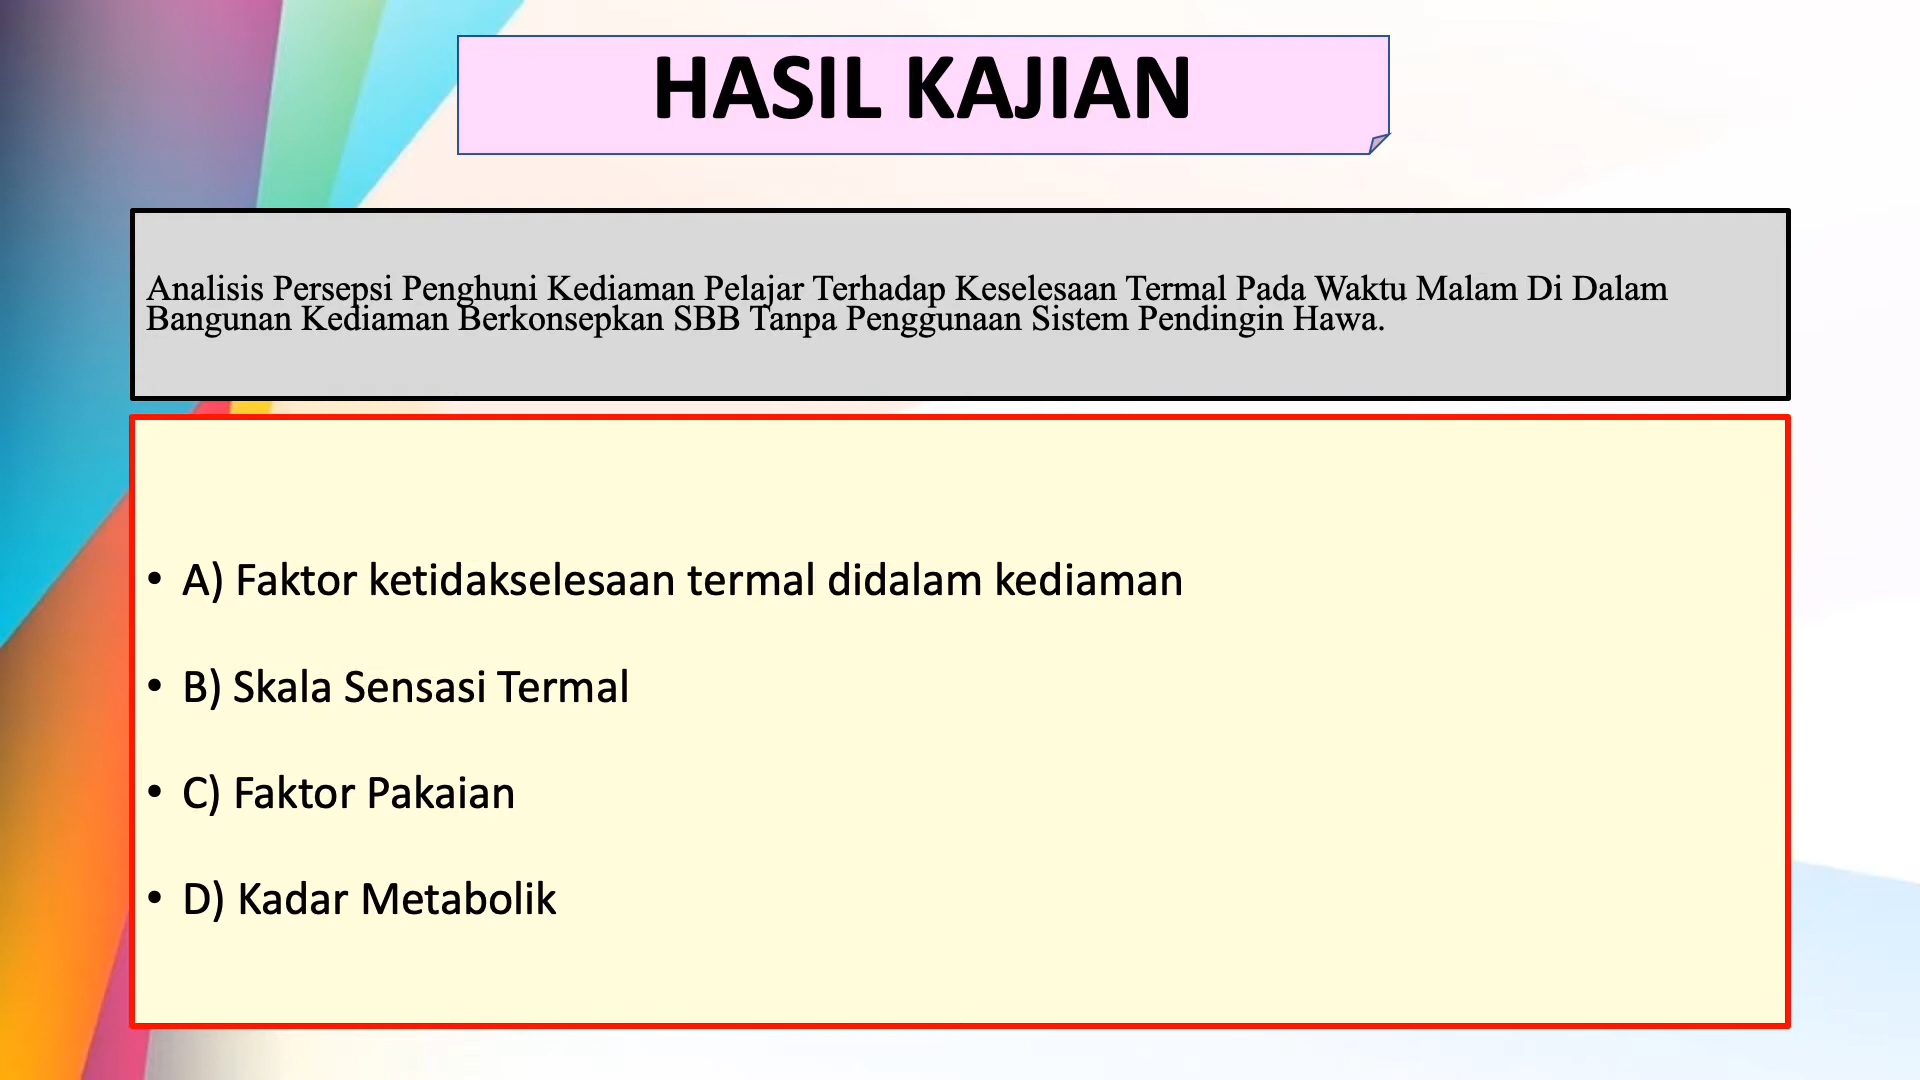 HASIL KAJIAN
Analisis Persepsi Penghuni Kediaman Pelajar Terhadap Keselesaan Termal Pada Waktu Malam Di Dalam
Bangunan Kediaman Berkonsepkan SBB Tanpa Penggunaan Sistem Pendingin Hawa.
• A) Faktor ketidakselesaan termal didalam kediaman
• B) Skala Sensasi Termal
• C) Faktor Pakaian
• D) Kadar Metabolik